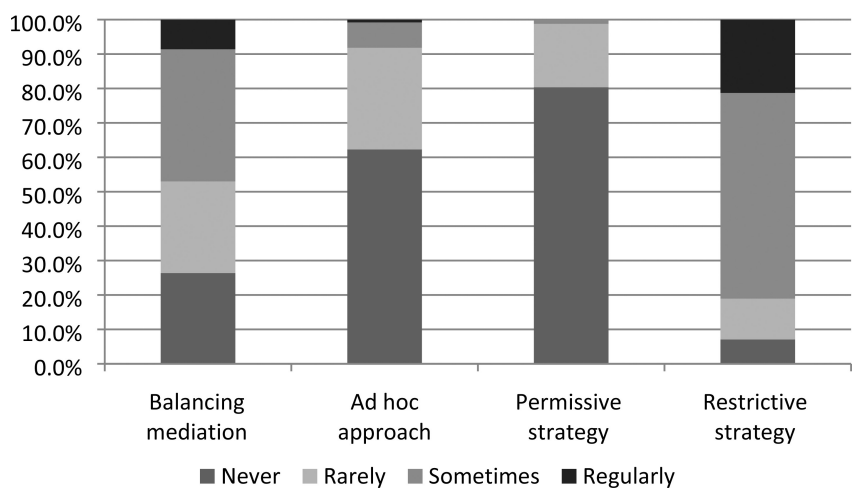 100.0%
90.0%
80.0%
70.0%
60.0%
50.0%
40.0%
30.0%
20.0%
10.0%
0.0%
Balancing mediation
Ad hoc approach
Permissive strategy
Restrictive strategy
Never Rarely Sometimes Regularly